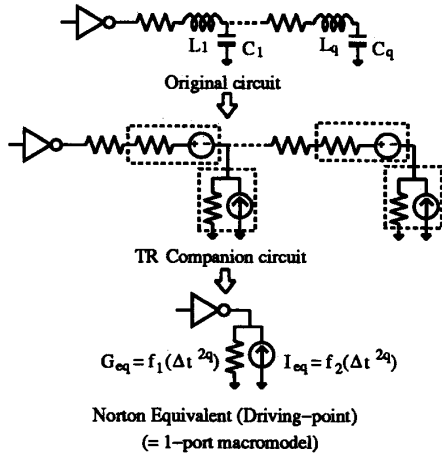 L1 C1 Lq Cq
Original circuit
TR Companion circuit
Geq = f1(Δt 2q) Ieq = f2(Δt 2q)
Norton Equivalent (Driving−point)
(= 1−port macromodel)